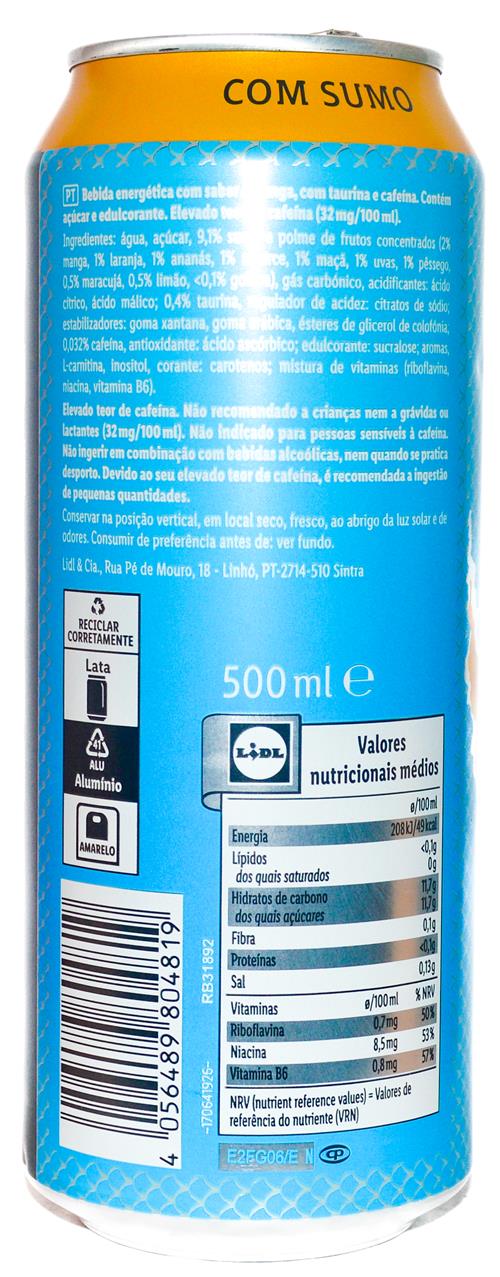 COM SUMO
PT Bebida energética com sabor manga, com taurina e cafeína. Contém
açúcar e edulcorante. Elevado teor cafeína (32 mg/100 ml).
Ingredientes: água, açúcar, 9,1% polme de frutos concentrados (2%
manga, 1% laranja, 1% ananás, 1% 1% maçã, 1% uvas, 1% pêssego,
0,5% maracujá, 0,5% limão, <0,1% gás carbónico, acidificantes: ácido
cítrico, ácido málico; 0,4% taurina, regulador de acidez: citratos de sódio;
estabilizadores: goma xantana, goma arábica, ésteres de glicerol de colofónia;
0,032% cafeína, antioxidante: ácido ascórbico; edulcorante: sucralose; aromas,
L-carnitina, inositol, corante: carotenos; mistura de vitaminas (riboflavina,
niacina, vitamina B6).
Elevado teor de cafeína. Não recomendado a crianças nem a grávidas ou
lactantes (32 mg/100 ml). Não indicado para pessoas sensíveis à cafeína.
Não ingerir em combinação com bebidas alcoólicas, nem quando se pratica
desporto. Devido ao seu elevado teor de cafeína, é recomendada a ingestão
de pequenas quantidades.
Conservar na posição vertical, em local seco, fresco, ao abrigo da luz solar e de
odores. Consumir de preferência antes de: ver fundo.
Lidl & Cia., Rua Pé de Mouro, 18 - Linhó, PT-2714-510 Sintra
RECICLAR
CORRETAMENTE
Lata
41
ALU
Alumínio
AMARELO
500 ml e
LIDL
Valores
nutricionais médios
ø/100 ml
Energia 208 kJ/49 kcal
Lípidos <0,1g
dos quais saturados 0g
Hidratos de carbono 11,7g
dos quais açúcares 11,7g
Fibra 0,1g
Proteínas <0,1g
Sal 0,13g
Vitaminas ø/100 ml % NRV
Riboflavina 0,7mg 50%
Niacina 8,5mg 53%
Vitamina B6 0,8mg 57%
NRV (nutrient reference values) = Valores de
referência do nutriente (VRN)
4 056489 804819
RB31892
-170641926-
E2FG06/E N